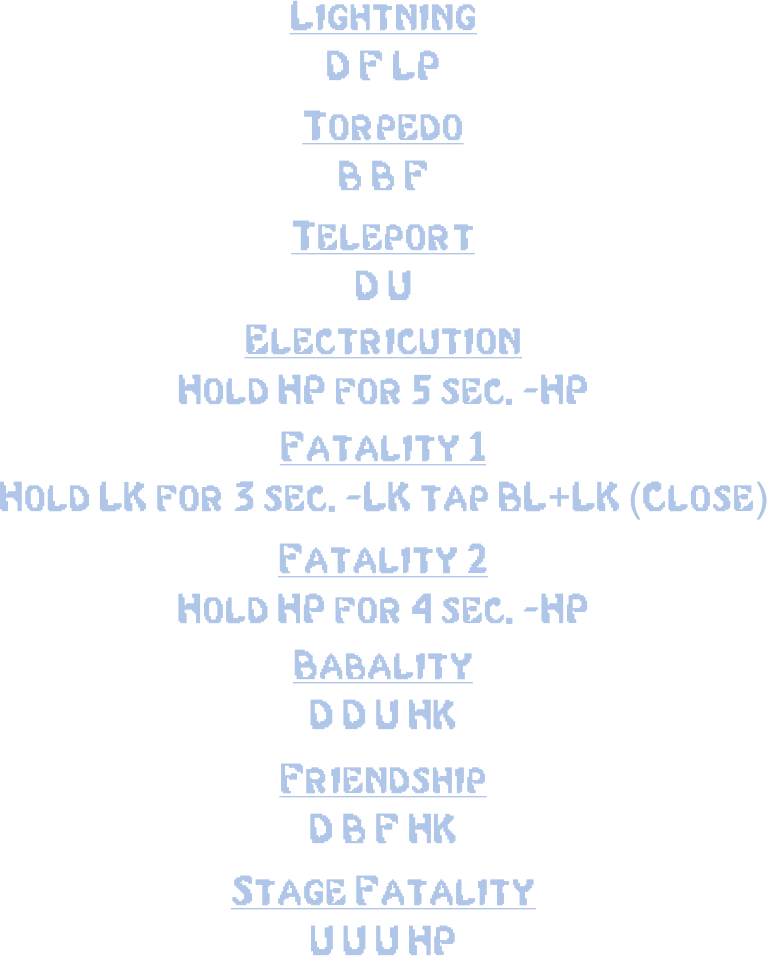 Lightning
D F LP
Torpedo
B B F
Teleport
D U
Electricution
Hold HP for 5 sec. -HP
Fatality 1
Hold LK for 3 sec. -LK tap BL+LK (Close)
Fatality 2
Hold HP for 4 sec. -HP
Babality
D D U HK
Friendship
D B F HK
Stage Fatality
U U U HP